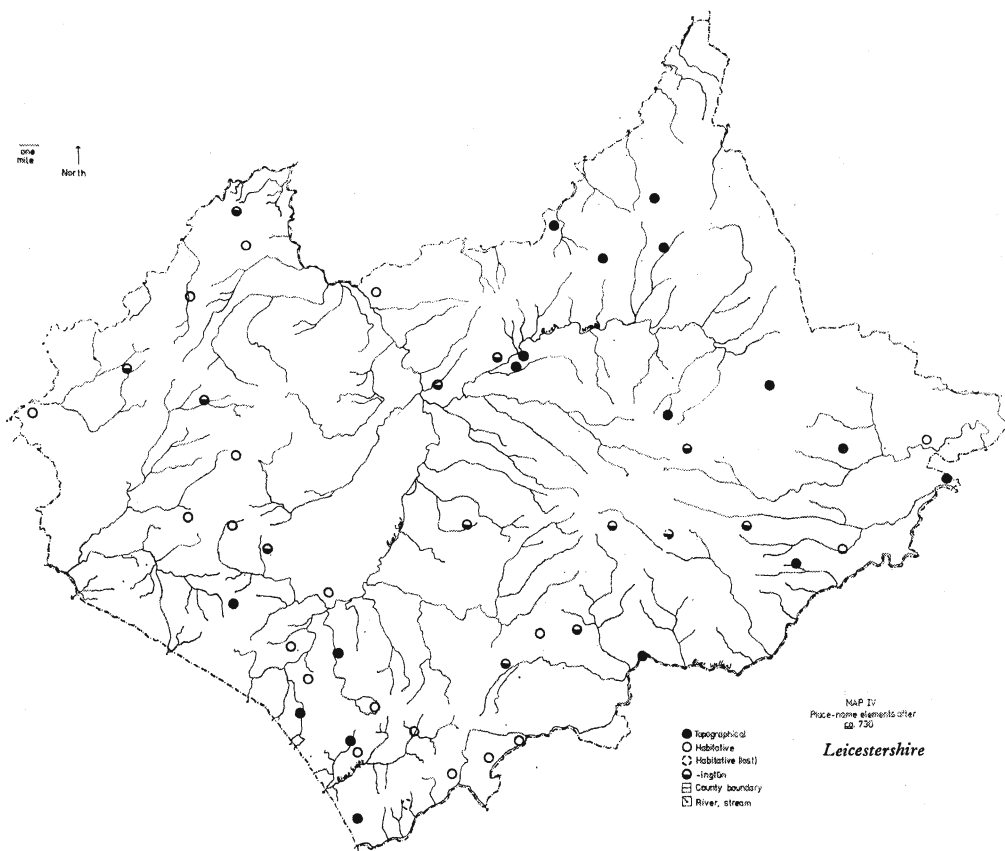 one
mile
North
MAP IV
Place-name elements after
ca. 730
Leicestershire
Topographical
Habitative
Habitative (lost)
-ingtūn
County boundary
River, stream